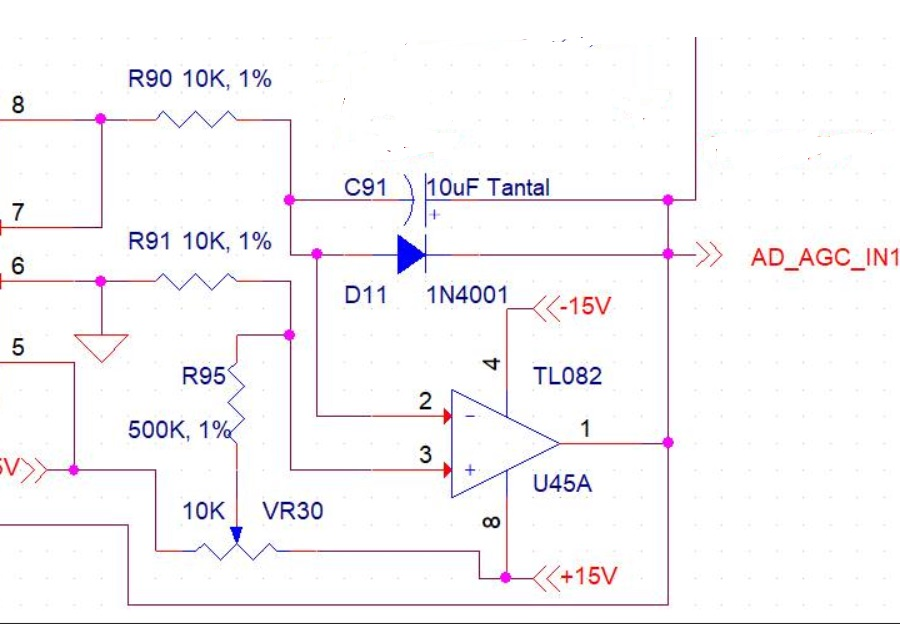 R90 10K, 1%
8
C91 10uF Tantal
+
7
R91 10K, 1%
6
AD_AGC_IN1
D11 1N4001
-15V
5
4
R95
TL082
2
-
500K, 1%
1
3
+
5V
U45A
10K VR30
8
+15V